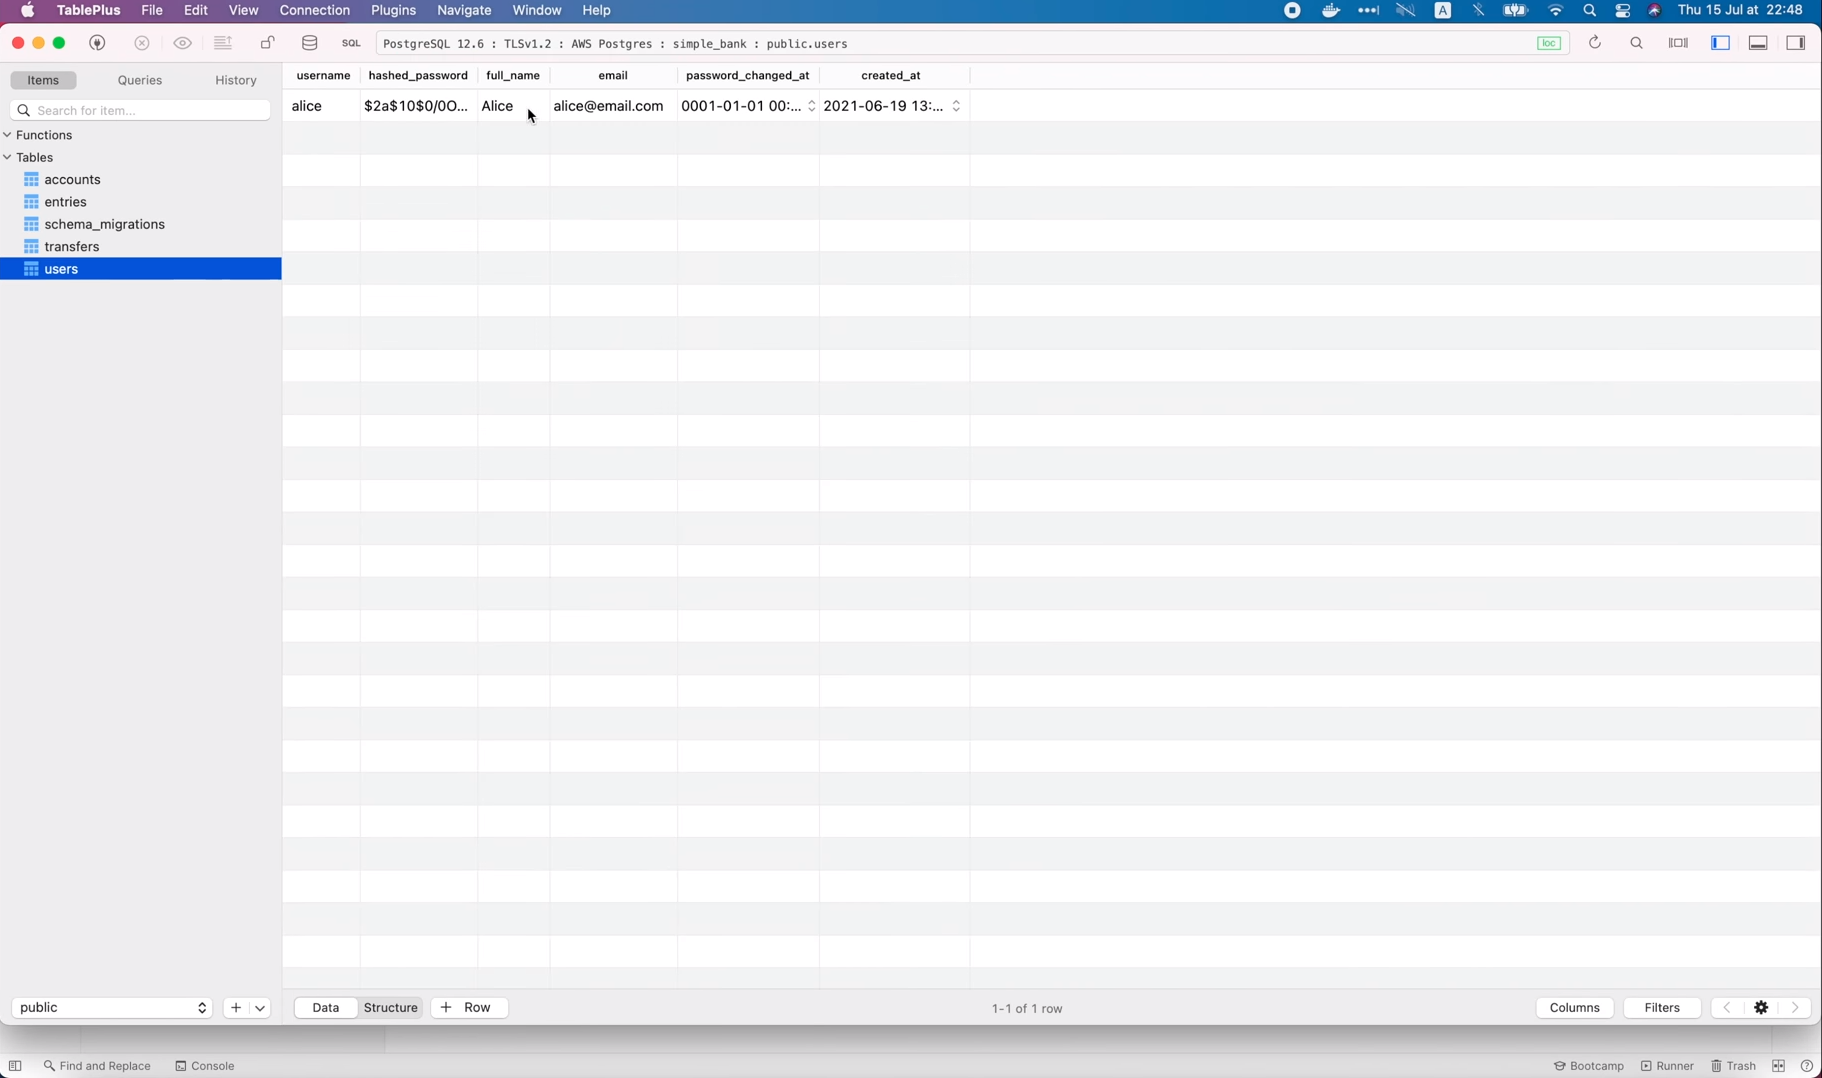 TablePlus File Edit View Connection Plugins Navigate Window Help A Thu 15 Jul at 22:48
SQL PostgreSQL 12.6 : TLSv1.2 : AWS Postgres : simple_bank : public.users loc
Items Queries History
username hashed_password full_name email password_changed_at created_at
Search for item...
alice $2a$10$0/0O... Alice alice@email.com 0001-01-01 00:... 2021-06-19 13:...
Functions
Tables
accounts
entries
schema_migrations
transfers
users
public + Data Structure + Row 1-1 of 1 row Columns Filters
Find and Replace Console Bootcamp Runner Trash ?